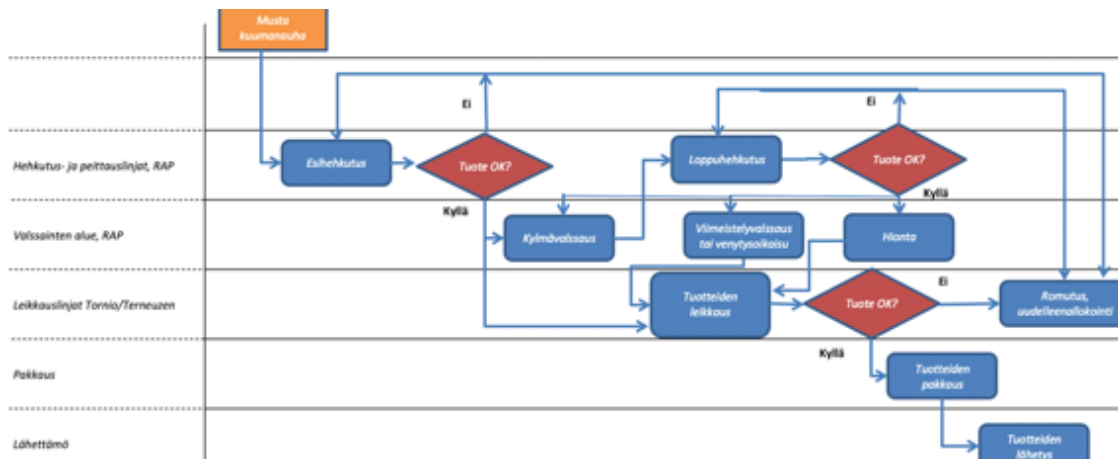 Musta
kuumanauha
Ei
Ei
Hehkutus- ja peittauslinjat, RAP
Esihehkutus
Tuote OK?
Loppuhehkutus
Tuote OK?
Kyllä
Kyllä
Valssainten alue, RAP
Kylmävalssaus
Viimeistelyvalssaus
tai venytysoikaisu
Hionta
Leikkauslinjat Tornio/Terneuzen
Tuotteiden
leikkaus
Tuote OK?
Ei
Romutus,
uudelleenallokointi
Kyllä
Pakkaus
Tuotteiden
pakkaus
Lähettämö
Tuotteiden
lähetys